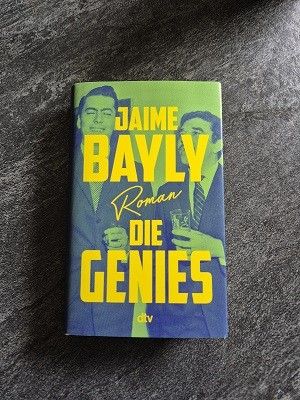 JAIME
BAYLY
Roman
DIE
GENIES
dtv